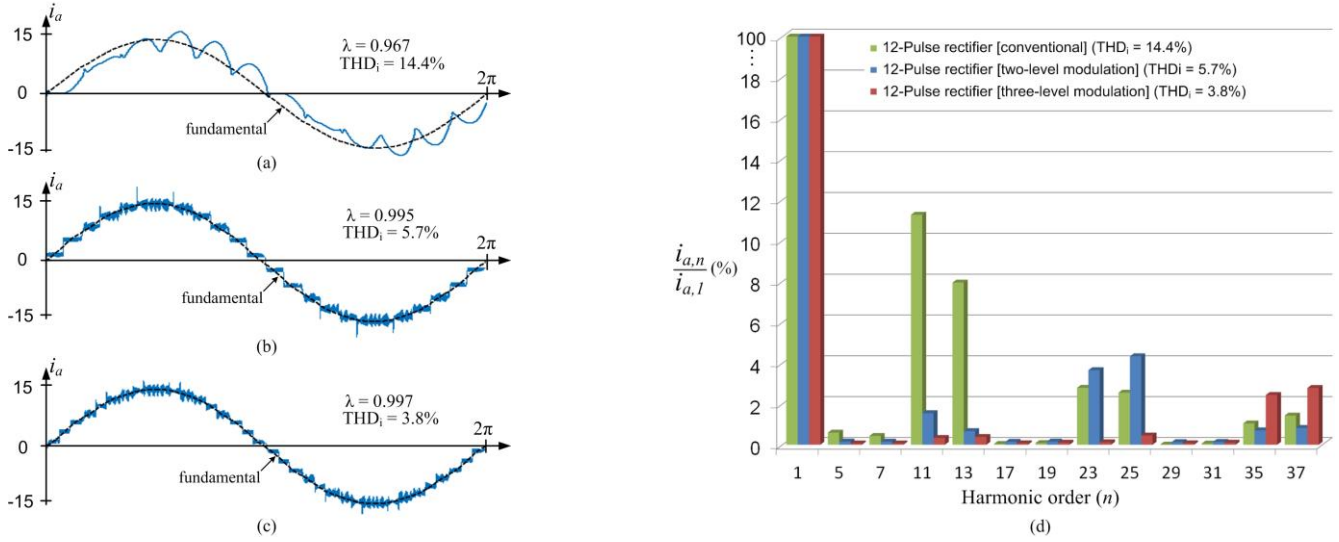 i_a
15
λ = 0.967
THD_i = 14.4%
2π
0
fundamental
-15
(a)
i_a
15
λ = 0.995
THD_i = 5.7%
2π
0
fundamental
-15
(b)
i_a
15
λ = 0.997
THD_i = 3.8%
2π
0
fundamental
-15
(c)
100
⋮
20
18
16
14
12
10
8
6
4
2
0
i_{a,n}
i_{a,1} (%)
12-Pulse rectifier [conventional] (THD_i = 14.4%)
12-Pulse rectifier [two-level modulation] (THDi = 5.7%)
12-Pulse rectifier [three-level modulation] (THD_i = 3.8%)
1 5 7 11 13 17 19 23 25 29 31 35 37
Harmonic order (n)
(d)